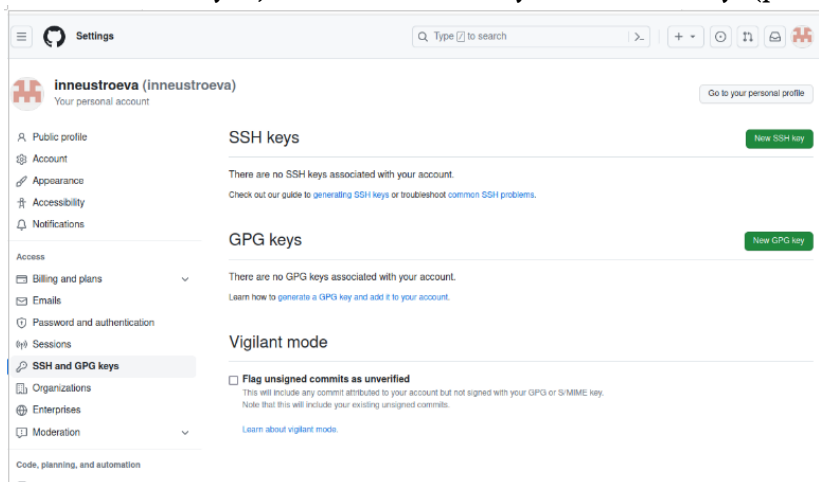 Settings
Type / to search
inneustroeva (inneustroeva)
Your personal account
Go to your personal profile
Public profile
Account
Appearance
Accessibility
Notifications
Access
Billing and plans
Emails
Password and authentication
Sessions
SSH and GPG keys
Organizations
Enterprises
Moderation
Code, planning, and automation
SSH keys
New SSH key
There are no SSH keys associated with your account.
Check out our guide to generating SSH keys or troubleshoot common SSH problems.
GPG keys
New GPG key
There are no GPG keys associated with your account.
Learn how to generate a GPG key and add it to your account.
Vigilant mode
Flag unsigned commits as unverified
This will include any commit attributed to your account but not signed with your GPG or S/MIME key.
Note that this will include your existing unsigned commits.
Learn about vigilant mode.